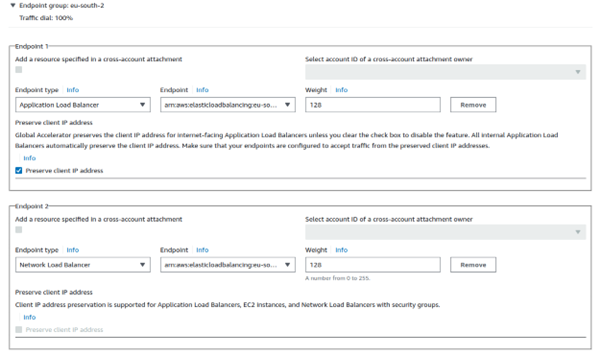 Endpoint group: eu-south-2
Traffic dial: 100%
Endpoint 1
Add a resource specified in a cross-account attachment
Select account ID of a cross-account attachment owner
Endpoint type Info
Endpoint Info
Weight Info
Application Load Balancer
arn:aws:elasticloadbalancing:eu-so...
128
Remove
Preserve client IP address
Global Accelerator preserves the client IP address for internet-facing Application Load Balancers unless you clear the check box to disable the feature. All internal Application Load
Balancers automatically preserve the client IP address. Make sure that your endpoints are configured to accept traffic from the preserved client IP addresses.
Info
Preserve client IP address
Endpoint 2
Add a resource specified in a cross-account attachment
Select account ID of a cross-account attachment owner
Endpoint type Info
Endpoint Info
Weight Info
Network Load Balancer
arn:aws:elasticloadbalancing:eu-so...
128
Remove
A number from 0 to 255.
Preserve client IP address
Client IP address preservation is supported for Application Load Balancers, EC2 instances, and Network Load Balancers with security groups.
Info
Preserve client IP address